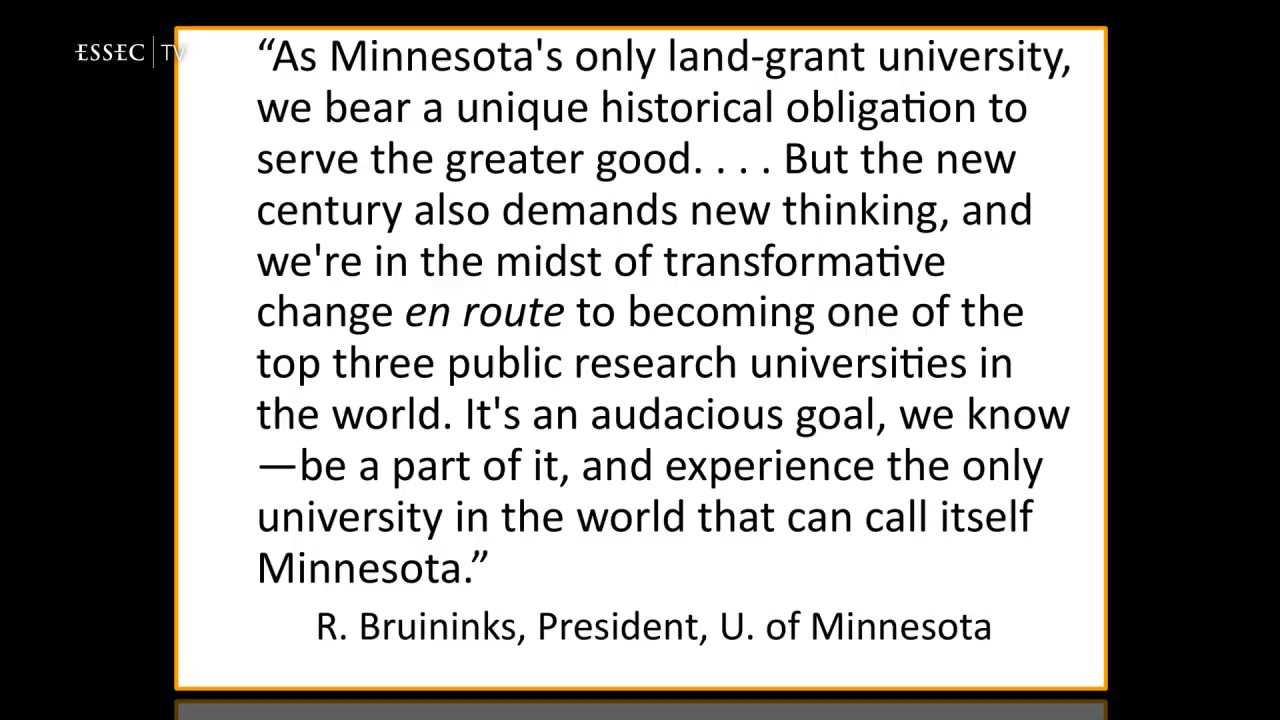 ESSEC | TV
“As Minnesota's only land-grant university,
we bear a unique historical obligation to
serve the greater good. . . . But the new
century also demands new thinking, and
we're in the midst of transformative
change en route to becoming one of the
top three public research universities in
the world. It's an audacious goal, we know
—be a part of it, and experience the only
university in the world that can call itself
Minnesota.”
R. Bruininks, President, U. of Minnesota